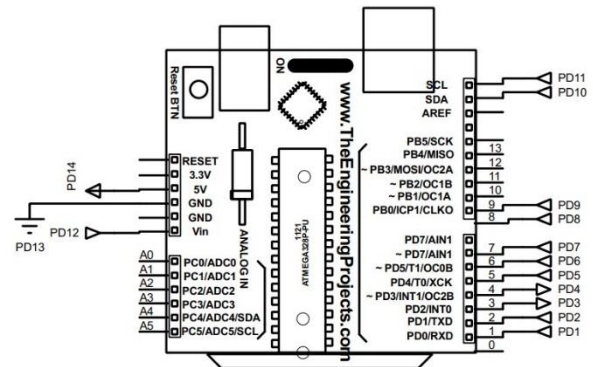 Reset BTN
ON
www.TheEngineeringProjects.com
1121
ATMEGA328P-PU
ANALOG IN
PD14
PD13
PD12
RESET
3.3V
5V
GND
GND
Vin
A0 PC0/ADC0
A1 PC1/ADC1
A2 PC2/ADC2
A3 PC3/ADC3
A4 PC4/ADC4/SDA
A5 PC5/ADC5/SCL
SCL PD11
SDA PD10
AREF
PB5/SCK 13
PB4/MISO 12
~ PB3/MOSI/OC2A 11
~ PB2/OC1B 10
~ PB1/OC1A 9 PD9
PB0/ICP1/CLKO 8 PD8
PD7/AIN1 7 PD7
~ PD7/AIN1 6 PD6
~ PD5/T1/OC0B 5 PD5
PD4/T0/XCK 4 PD4
~ PD3/INT1/OC2B 3 PD3
PD2/INT0 2 PD2
PD1/TXD 1 PD1
PD0/RXD 0